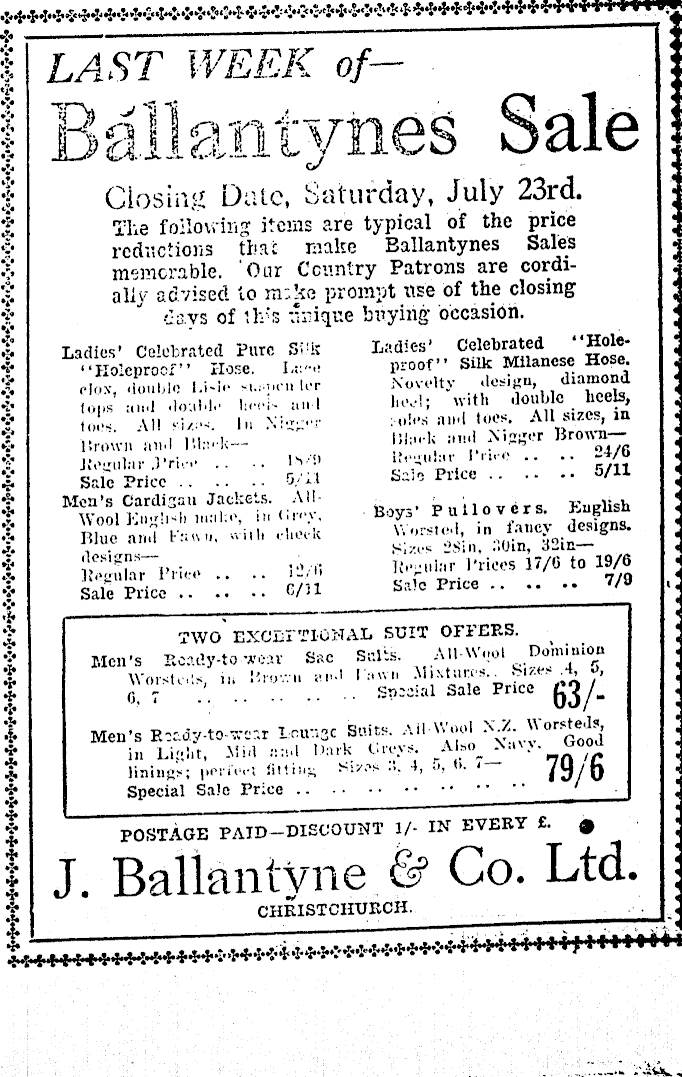 LAST WEEK of—
Ballantynes Sale
Closing Date, Saturday, July 23rd.
The following items are typical of the price
reductions that make Ballantynes Sales
memorable. Our Country Patrons are cordi-
ally advised to make prompt use of the closing
days of this unique buying occasion.
Ladies' Celebrated Pure Silk
"Holeproof" Hose. Lace
clox, double Lisle suspender
tops and double heels and
toes. All sizes. In Nigger
Brown and Black—
Regular Price .. .. 18/9
Sale Price .. .. .. 5/11
Men's Cardigan Jackets. All-
Wool English make, in Grey,
Blue and Fawn, with check
designs—
Regular Price .. .. 12/6
Sale Price .. .. .. 6/11
Ladies' Celebrated "Hole-
proof" Silk Milanese Hose.
Novelty design, diamond
heel; with double heels,
soles and toes. All sizes, in
Black and Nigger Brown—
Regular Price .. .. 24/6
Sale Price .. .. .. 5/11
Boys' Pullovers. English
Worsted, in fancy designs.
Sizes 28in, 30in, 32in—
Regular Prices 17/6 to 19/6
Sale Price .. .. .. 7/9
TWO EXCEPTIONAL SUIT OFFERS.
Men's Ready-to wear Sac Suits. All-Wool Dominion
Worsteds, in Brown and Fawn Mixtures. Sizes 4, 5,
6, 7 .. .. .. .. .. Special Sale Price 63/-
Men's Ready-to-wear Lounge Suits. All-Wool N.Z. Worsteds,
in Light, Mid and Dark Greys. Also Navy. Good
linings; perfect fitting Sizes 3, 4, 5, 6, 7—
Special Sale Price .. .. .. .. .. .. .. 79/6
POSTAGE PAID—DISCOUNT 1/- IN EVERY £.
J. Ballantyne & Co. Ltd.
CHRISTCHURCH.